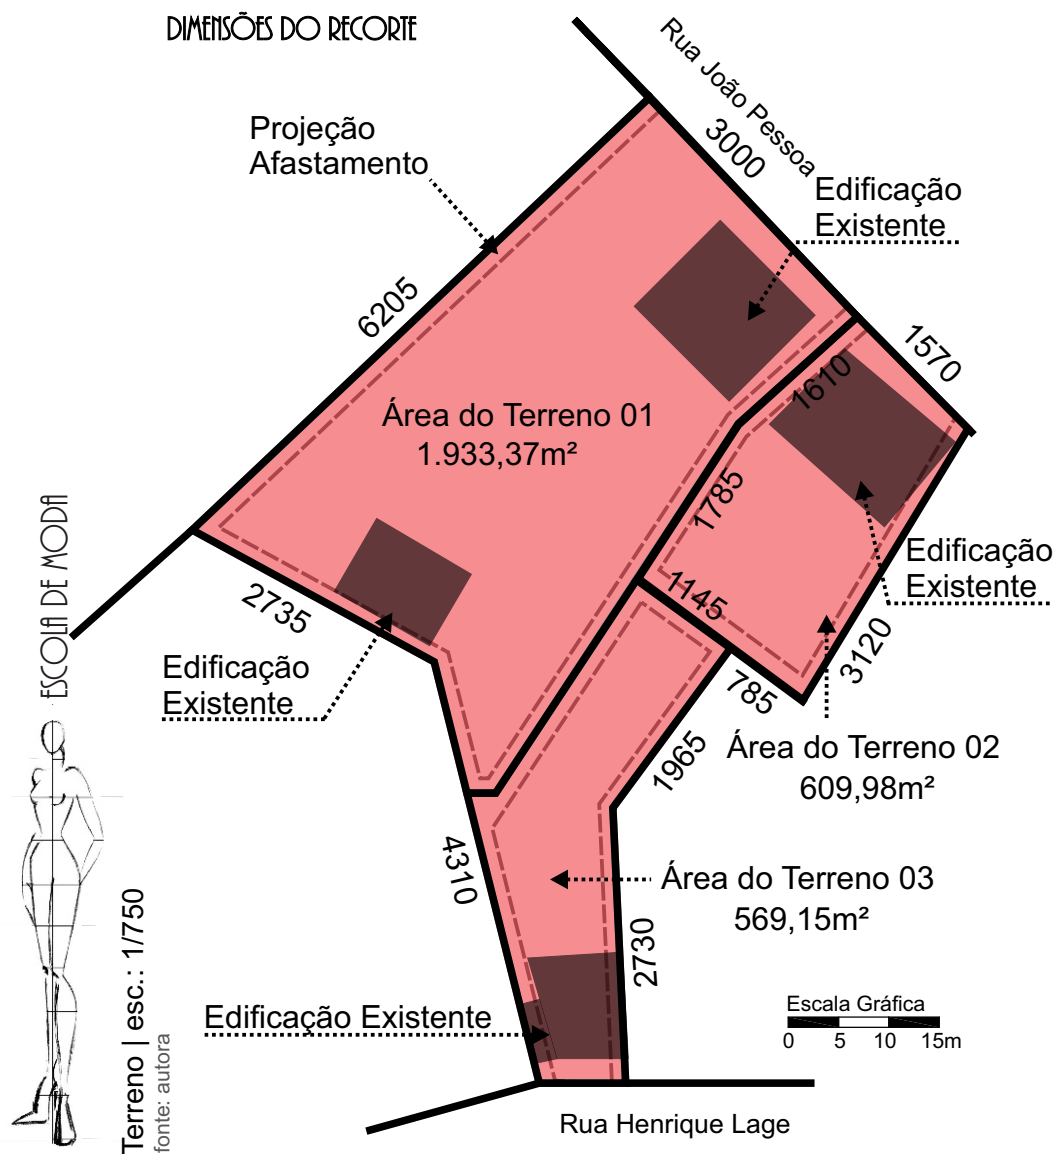 DIMENSÕES DO RECORTE
Rua João Pessoa
3000
Projeção
Afastamento
Edificação
Existente
6205
1570
1610
Área do Terreno 01
1.933,37m²
1785
ESCOLA DE MODA
Edificação
Existente
1145
2735
3120
Edificação
Existente
785
1965
Área do Terreno 02
609,98m²
4310
Área do Terreno 03
569,15m²
2730
Terreno | esc.: 1/750
fonte: autora
Edificação Existente
Escala Gráfica
0 5 10 15m
Rua Henrique Lage